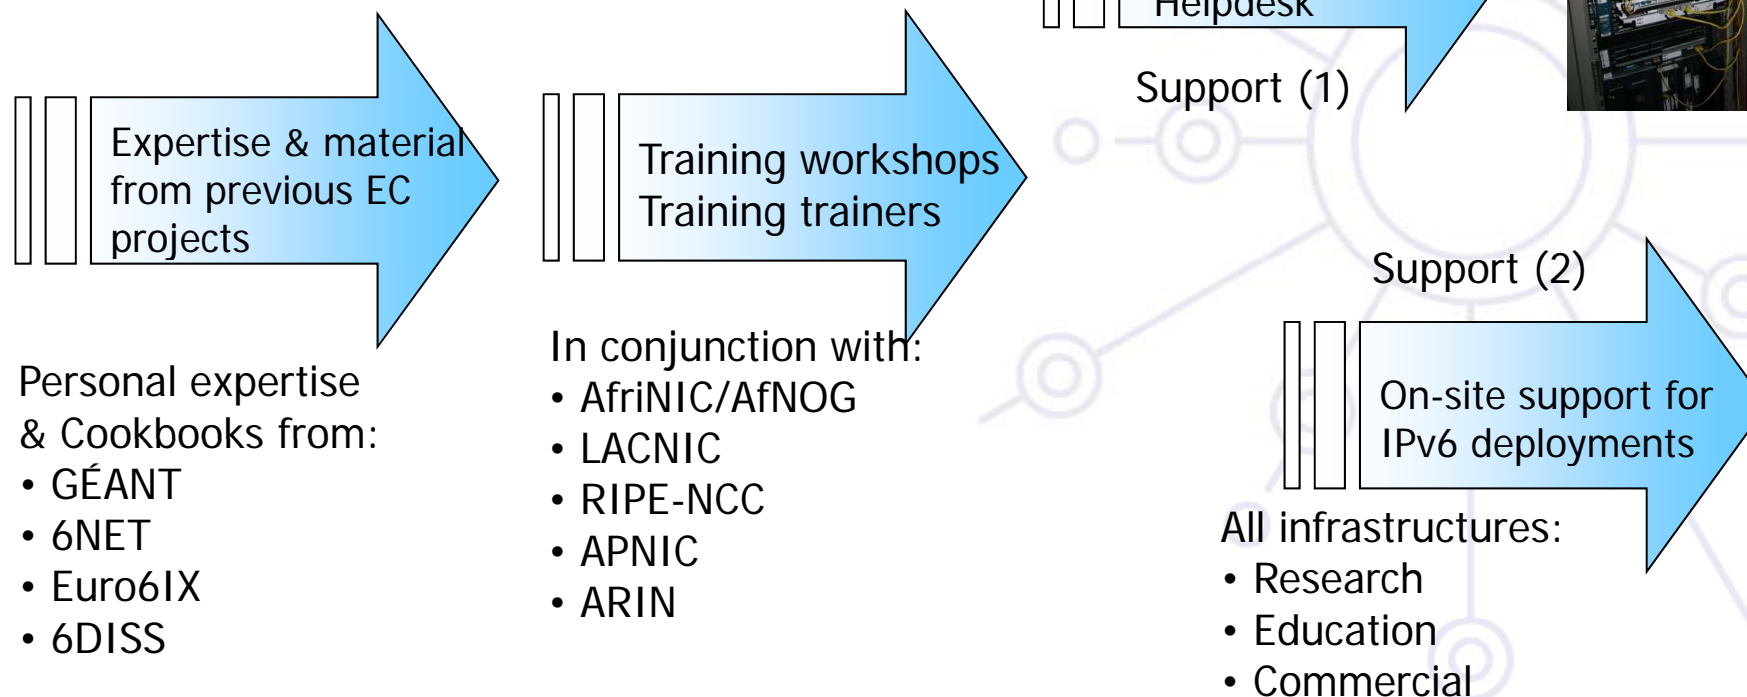 Helpdesk
Support (1)
Expertise & material
from previous EC
projects
Training workshops
Training trainers
Support (2)
On-site support for
IPv6 deployments
Personal expertise
& Cookbooks from:
• GÉANT
• 6NET
• Euro6IX
• 6DISS
In conjunction with:
• AfriNIC/AfNOG
• LACNIC
• RIPE-NCC
• APNIC
• ARIN
All infrastructures:
• Research
• Education
• Commercial